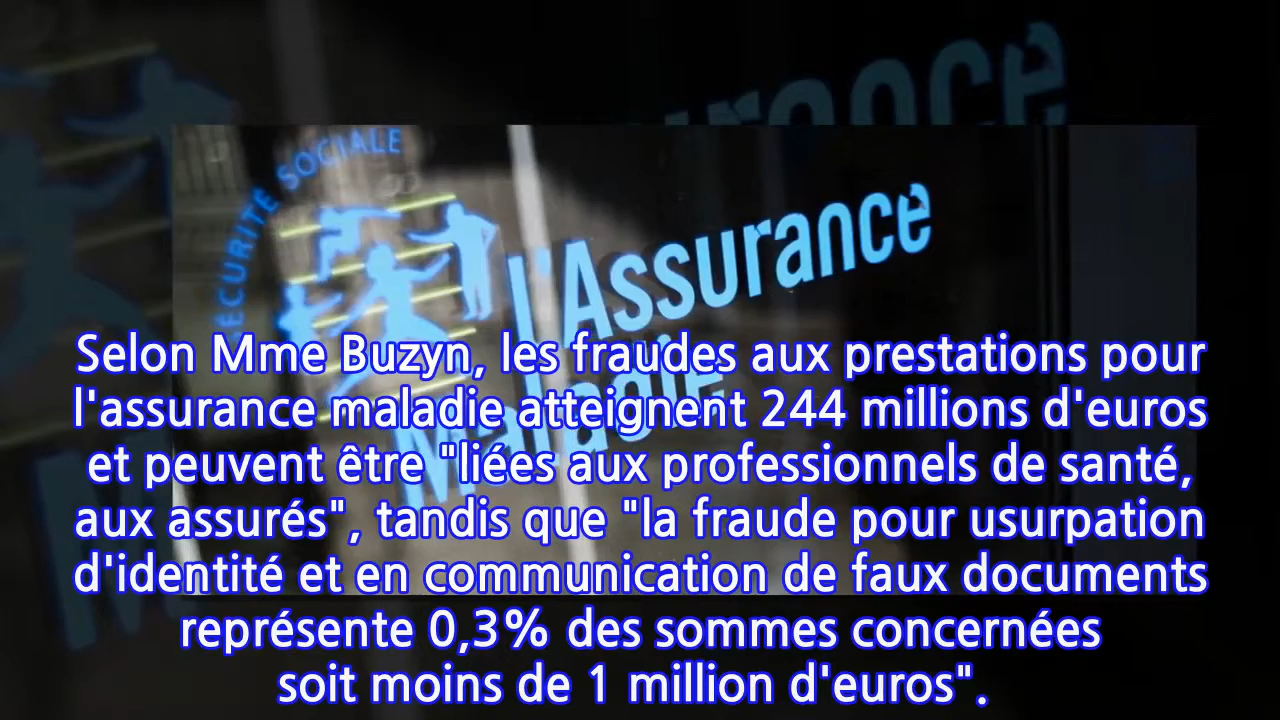 urance
SÉCURITÉ SOCIALE
l'Assurance
Maladie
Selon Mme Buzyn, les fraudes aux prestations pour
l'assurance maladie atteignent 244 millions d'euros
et peuvent être "liées aux professionnels de santé,
aux assurés", tandis que "la fraude pour usurpation
d'identité et en communication de faux documents
représente 0,3% des sommes concernées
soit moins de 1 million d'euros".